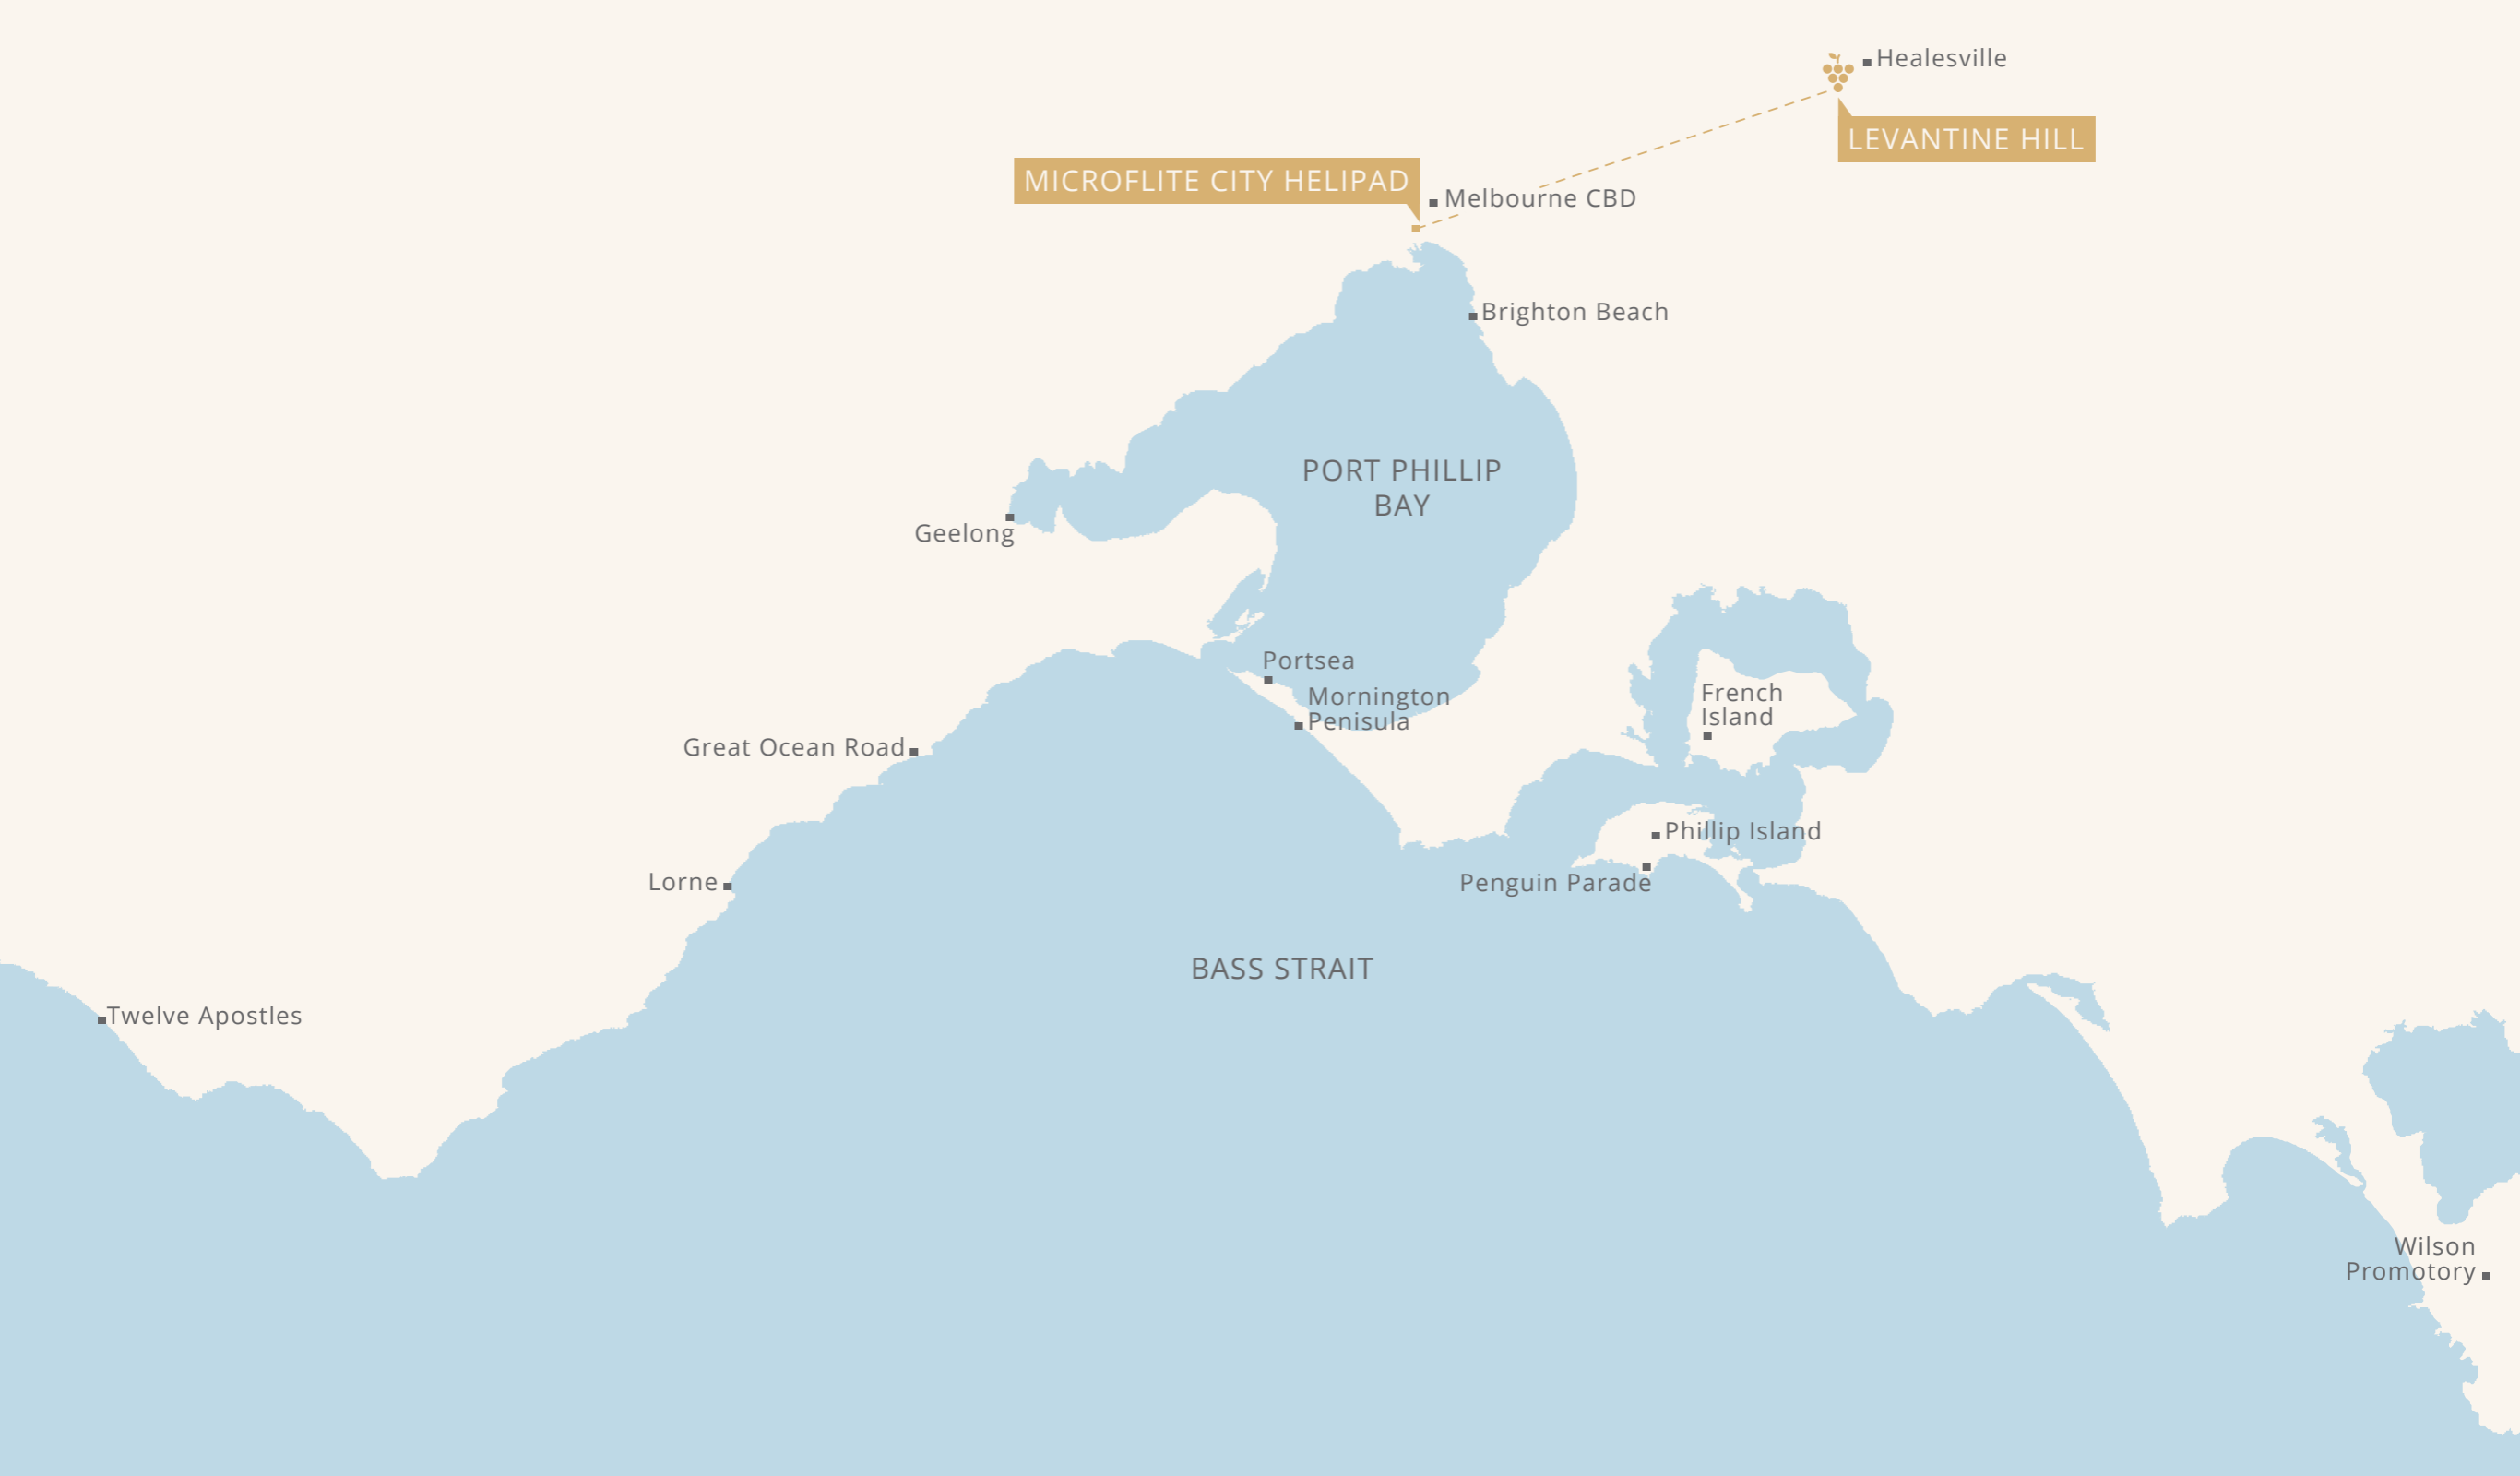 Healesville
LEVANTINE HILL
MICROFLITE CITY HELIPAD
Melbourne CBD
Brighton Beach
PORT PHILLIP
BAY
Geelong
Portsea
Mornington
Penisula
French
Island
Great Ocean Road
Phillip Island
Lorne
Penguin Parade
BASS STRAIT
Twelve Apostles
Wilson
Promotory